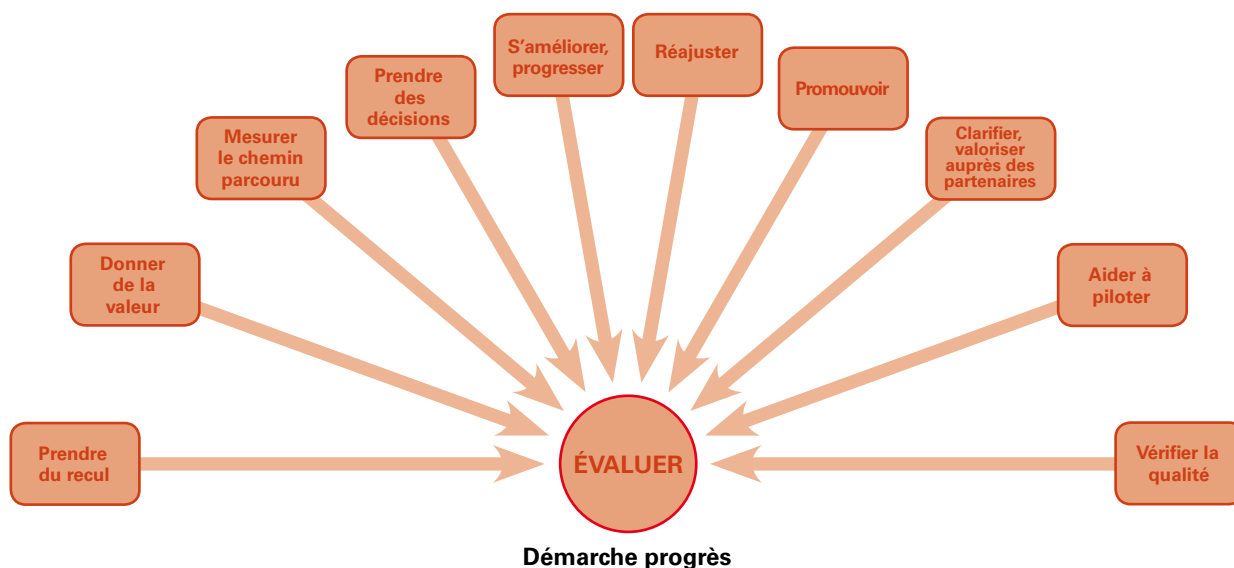 Prendre
du recul
Donner
de la
valeur
Mesurer
le chemin
parcouru
Prendre
des
décisions
S'améliorer,
progresser
Réajuster
Promouvoir
Clarifier,
valoriser
auprès des
partenaires
Aider à
piloter
Vérifier la
qualité
ÉVALUER
Démarche progrès